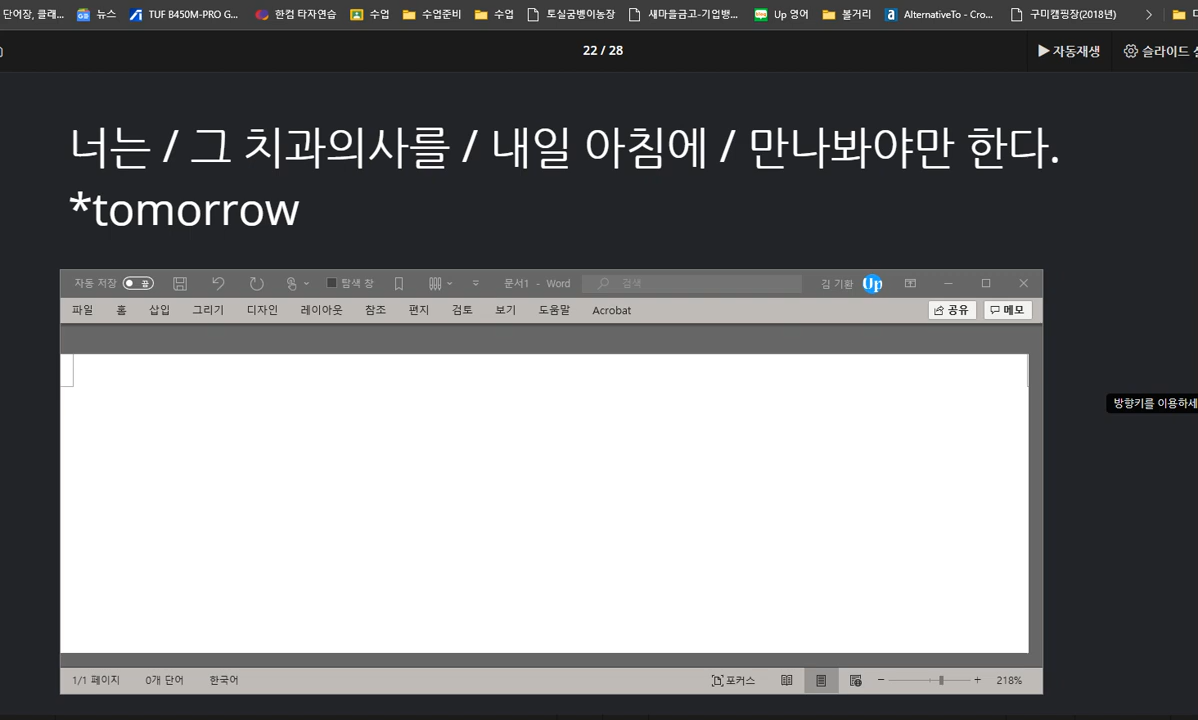 단어장, 클래... 뉴스 TUF B450M-PRO G... 한컴 타자연습 수업 수업준비 수업 토실굼벵이농장 새마을금고-기업뱅... Up 영어 볼거리 AlternativeTo - Cro... 구미캠핑장(2018년)
22 / 28 자동재생 슬라이드
너는 / 그 치과의사를 / 내일 아침에 / 만나봐야만 한다.
*tomorrow
자동 저장 끔 탐색 창 문서1 - Word 검색 김 기환 Up
파일 홈 삽입 그리기 디자인 레이아웃 참조 편지 검토 보기 도움말 Acrobat 공유 메모
방향키를 이용하세
1/1 페이지 0개 단어 한국어 포커스 218%